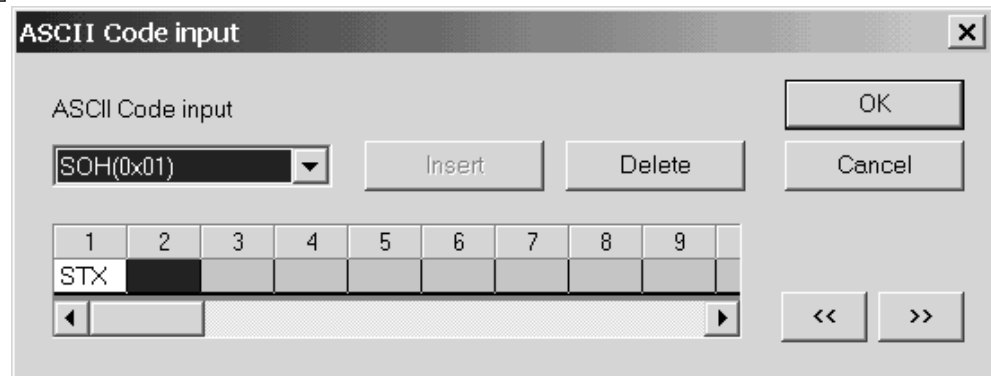 ASCII Code input
ASCII Code input
OK
SOH(0x01)
Insert
Delete
Cancel
1 2 3 4 5 6 7 8 9
STX
<< >>